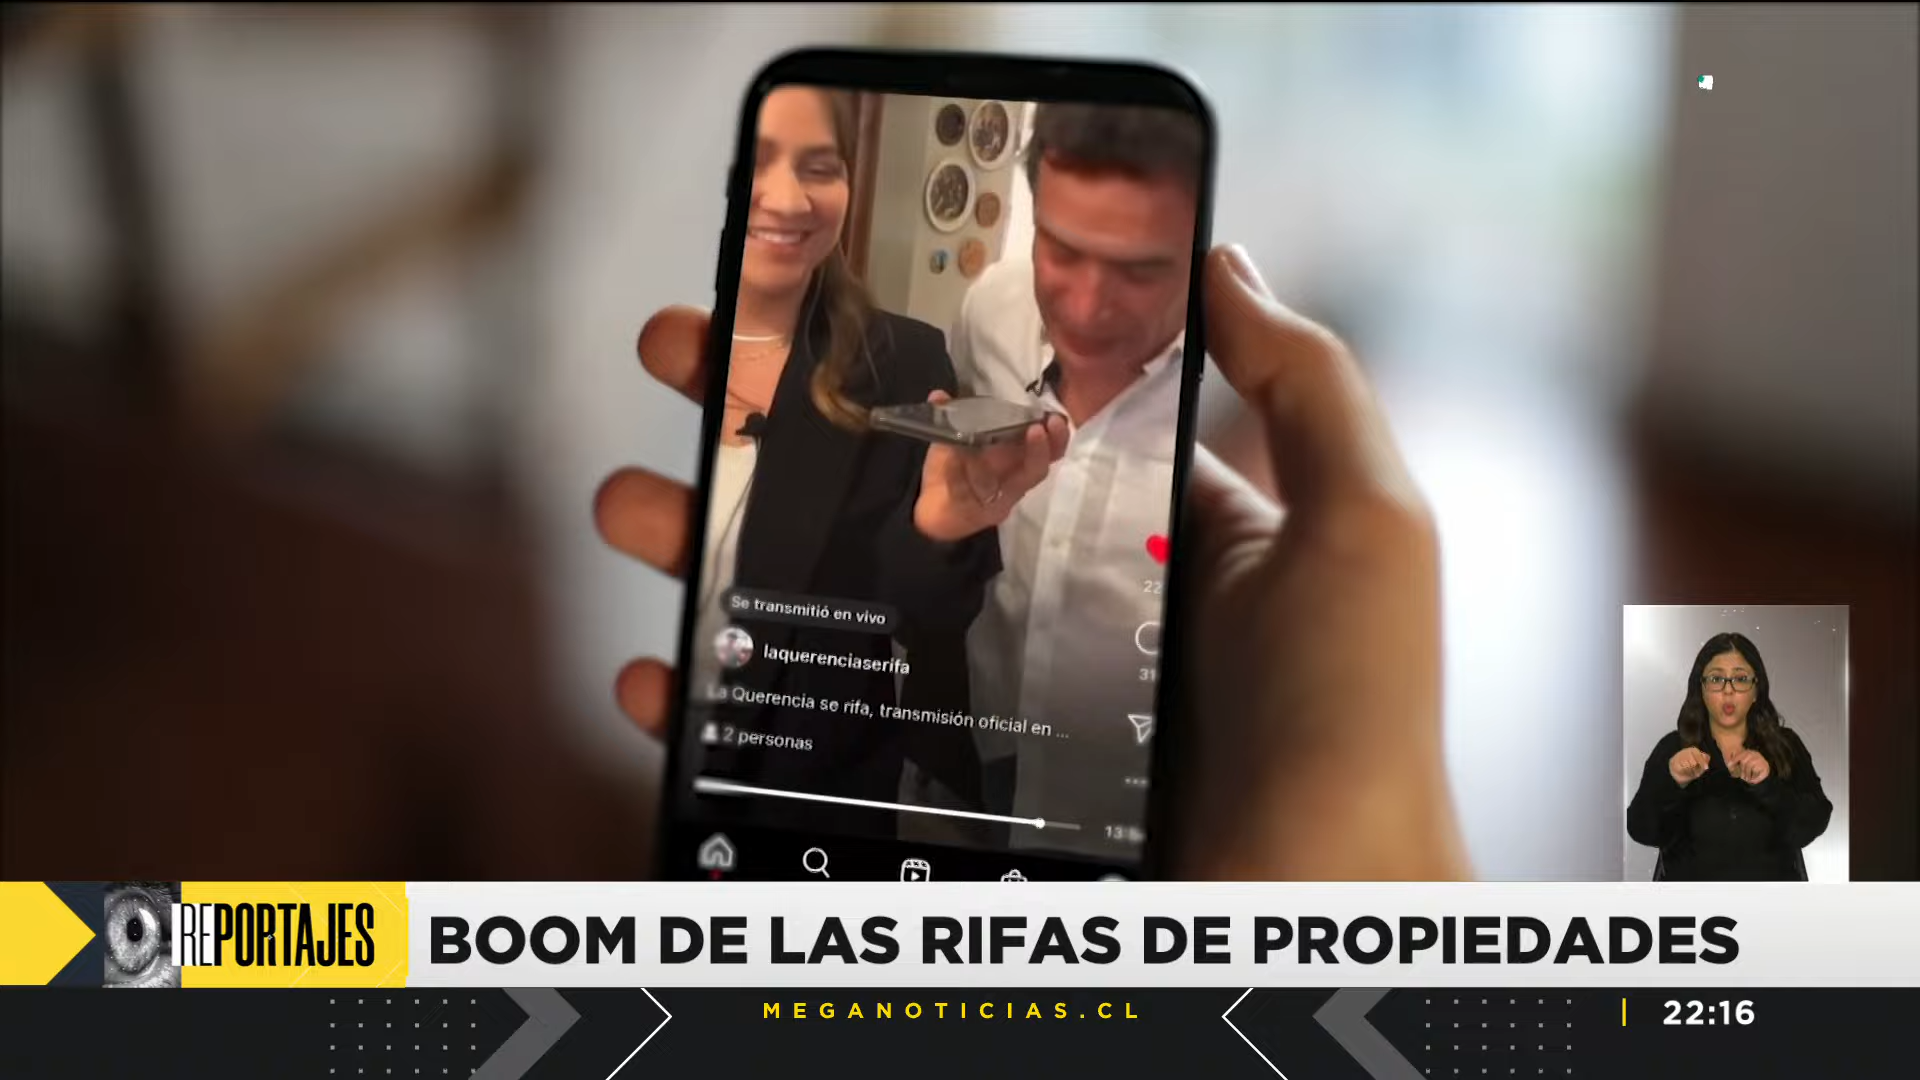 Se transmitió en vivo
laquerenciaserifa
La Querencia se rifa, transmisión oficial en ...
2 personas
REPORTAJES
BOOM DE LAS RIFAS DE PROPIEDADES
MEGANOTICIAS.CL
22:16